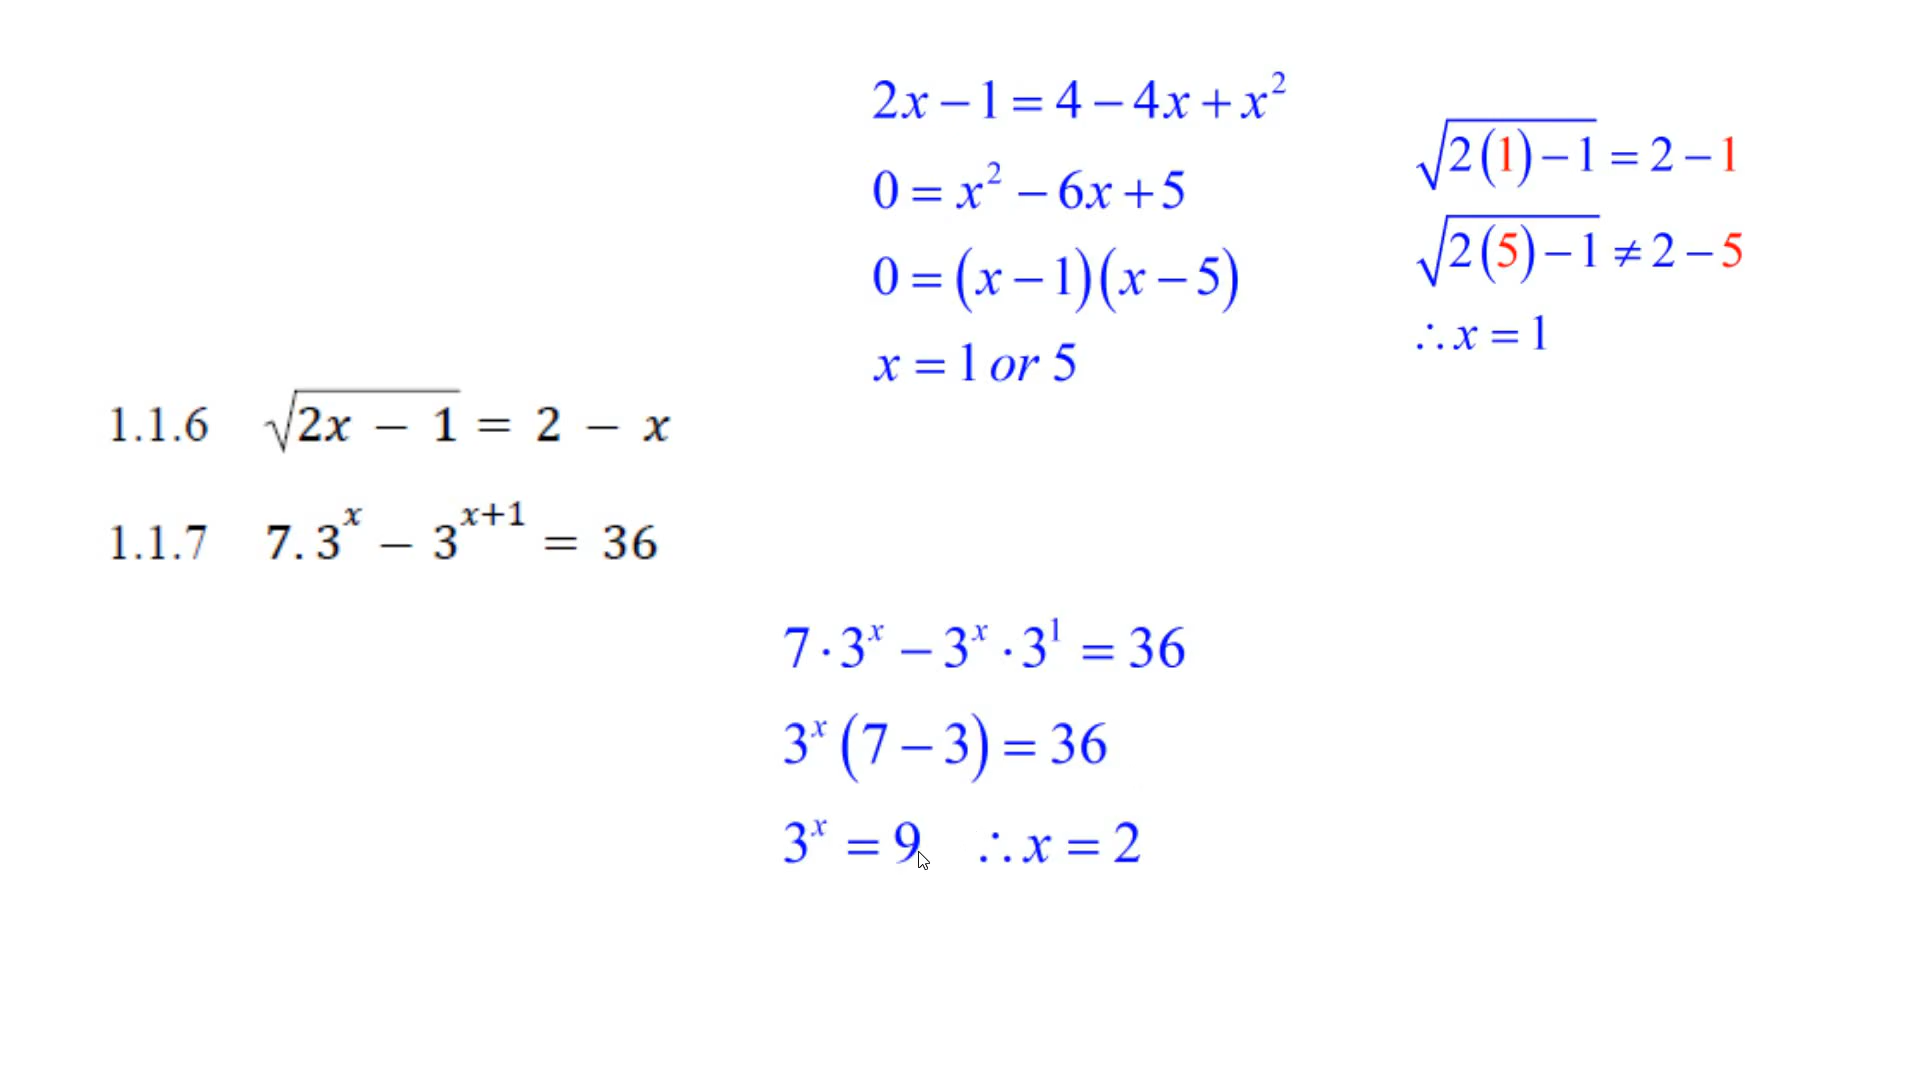 2x − 1 = 4 − 4x + x²
0 = x² − 6x + 5
0 = (x − 1)(x − 5)
x = 1 or 5
√(2(1) − 1) = 2 − 1
√(2(5) − 1) ≠ 2 − 5
∴ x = 1
1.1.6 √(2x − 1) = 2 − x
1.1.7 7.3^x − 3^(x+1) = 36
7 · 3^x − 3^x · 3^1 = 36
3^x (7 − 3) = 36
3^x = 9 ∴ x = 2